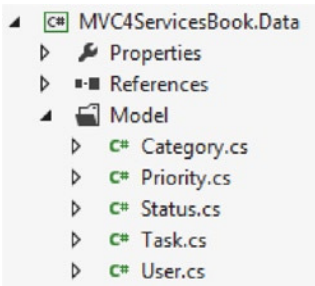 C# MVC4ServicesBook.Data
Properties
References
Model
C# Category.cs
C# Priority.cs
C# Status.cs
C# Task.cs
C# User.cs